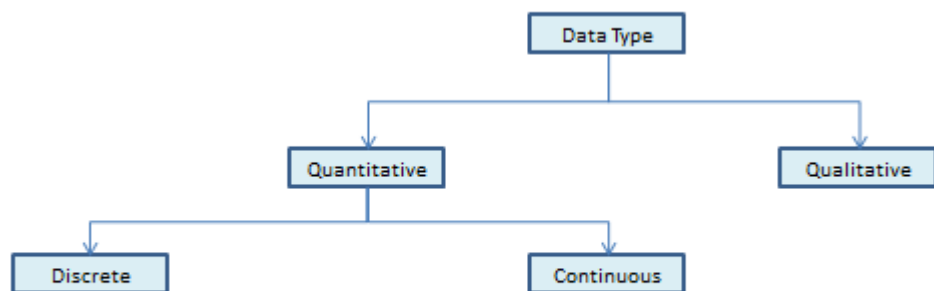 Data Type
Quantitative
Qualitative
Discrete
Continuous